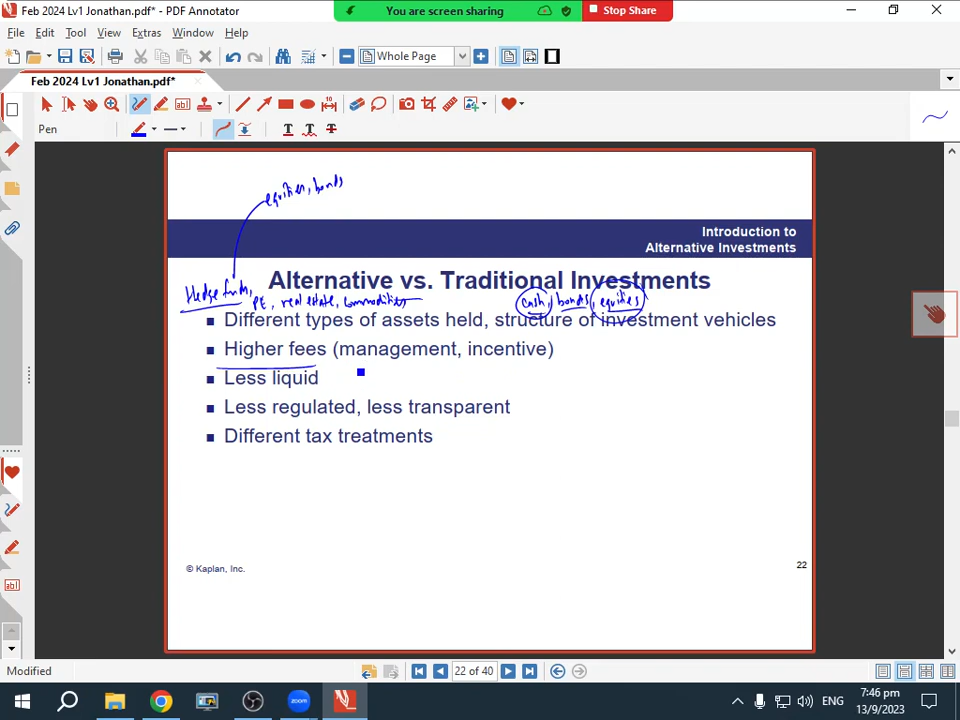 Feb 2024 Lv1 Jonathan.pdf* - PDF Annotator
You are screen sharing
Stop Share
File Edit Tool View Extras Window Help
Whole Page
Feb 2024 Lv1 Jonathan.pdf*
Pen
equities, bonds
Introduction to
Alternative Investments
Alternative vs. Traditional Investments
Hedge funds, PE, real estate, commodities
cash, bonds, equities
Different types of assets held, structure of investment vehicles
Higher fees (management, incentive)
Less liquid
Less regulated, less transparent
Different tax treatments
© Kaplan, Inc.
22
Modified
22 of 40
zoom
ENG
7:46 pm
13/9/2023